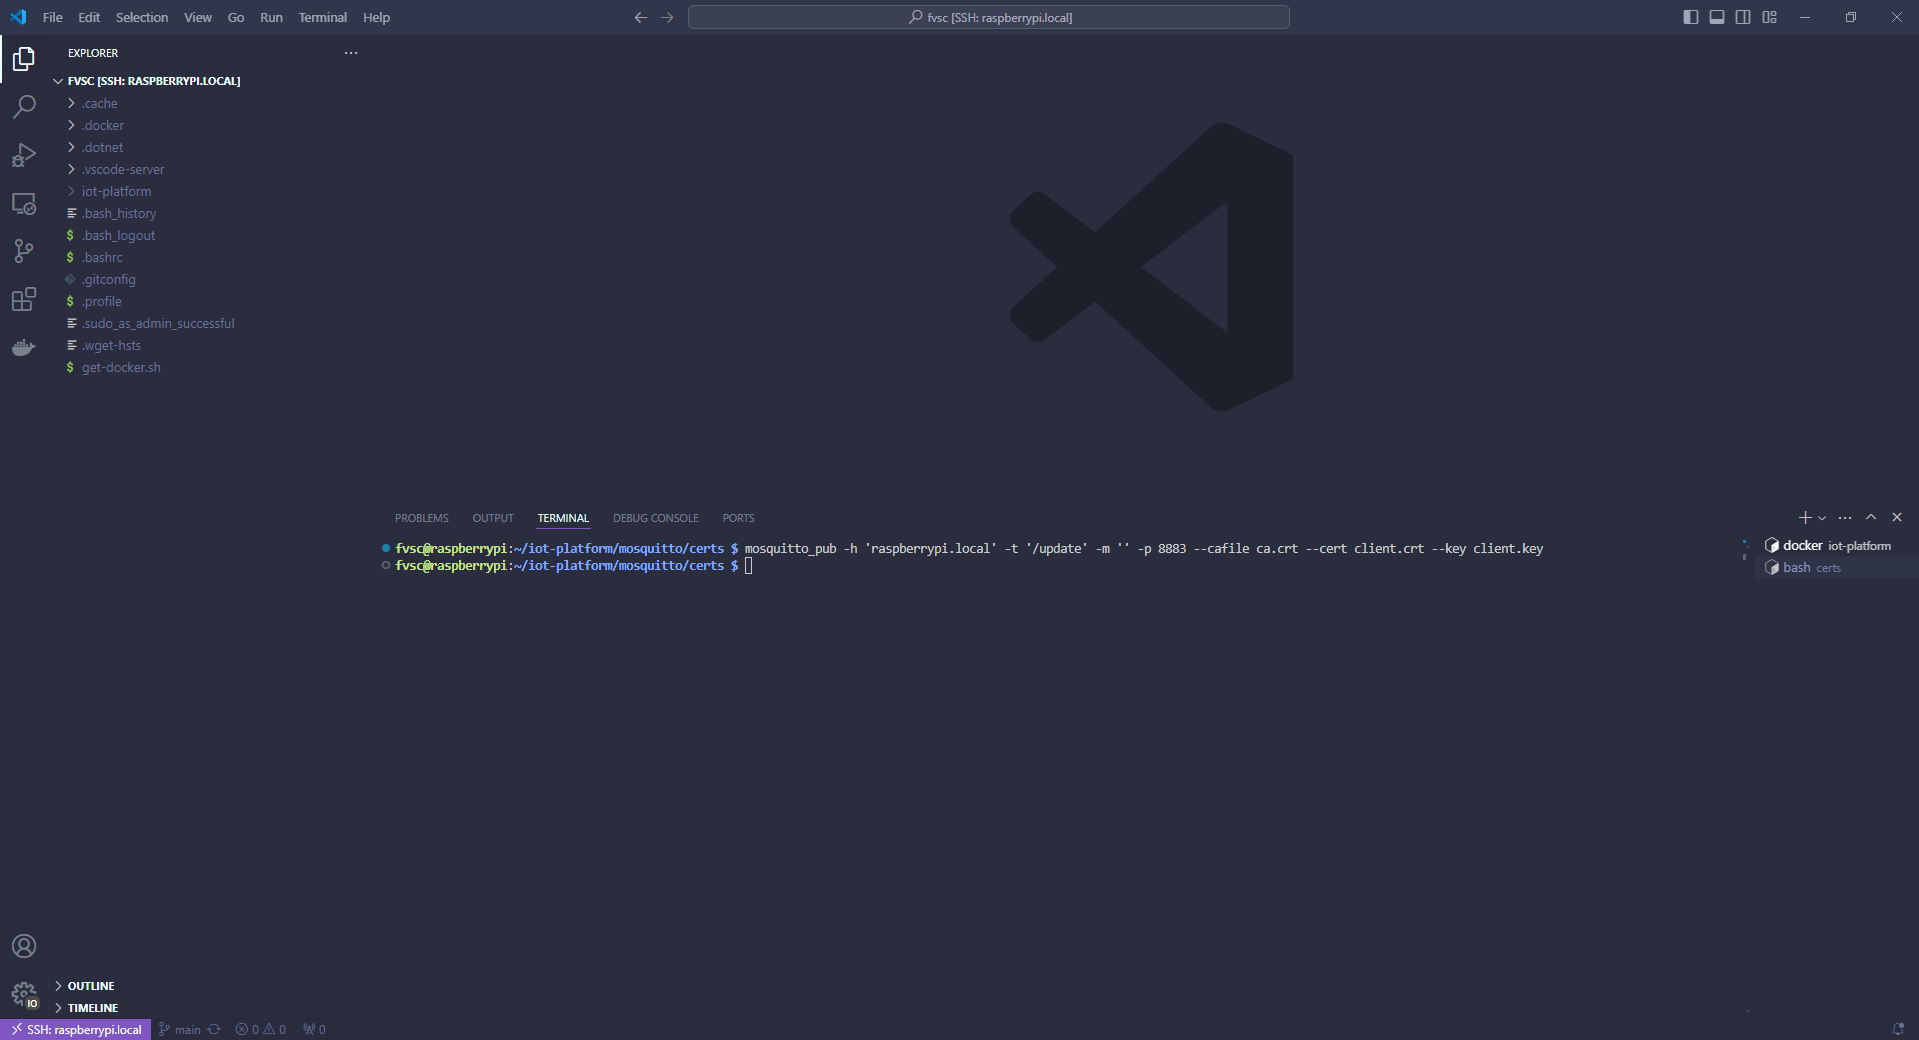 File Edit Selection View Go Run Terminal Help
fvsc [SSH: raspberrypi.local]
EXPLORER
FVSC [SSH: RASPBERRYPI.LOCAL]
.cache
.docker
.dotnet
.vscode-server
iot-platform
.bash_history
$ .bash_logout
$ .bashrc
.gitconfig
$ .profile
.sudo_as_admin_successful
.wget-hsts
$ get-docker.sh
PROBLEMS OUTPUT TERMINAL DEBUG CONSOLE PORTS
fvsc@raspberrypi:~/iot-platform/mosquitto/certs $ mosquitto_pub -h 'raspberrypi.local' -t '/update' -m '' -p 8883 --cafile ca.crt --cert client.crt --key client.key
fvsc@raspberrypi:~/iot-platform/mosquitto/certs $
docker iot-platform
bash certs
OUTLINE
IO
TIMELINE
SSH: raspberrypi.local main 0 0 0